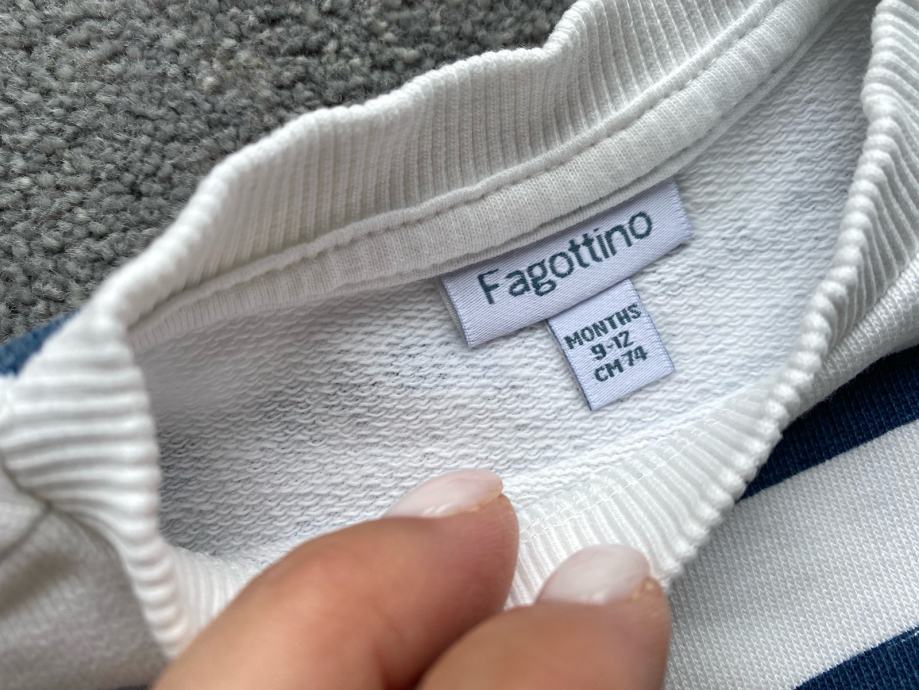 Fagottino
MONTHS
9-12
CM 74